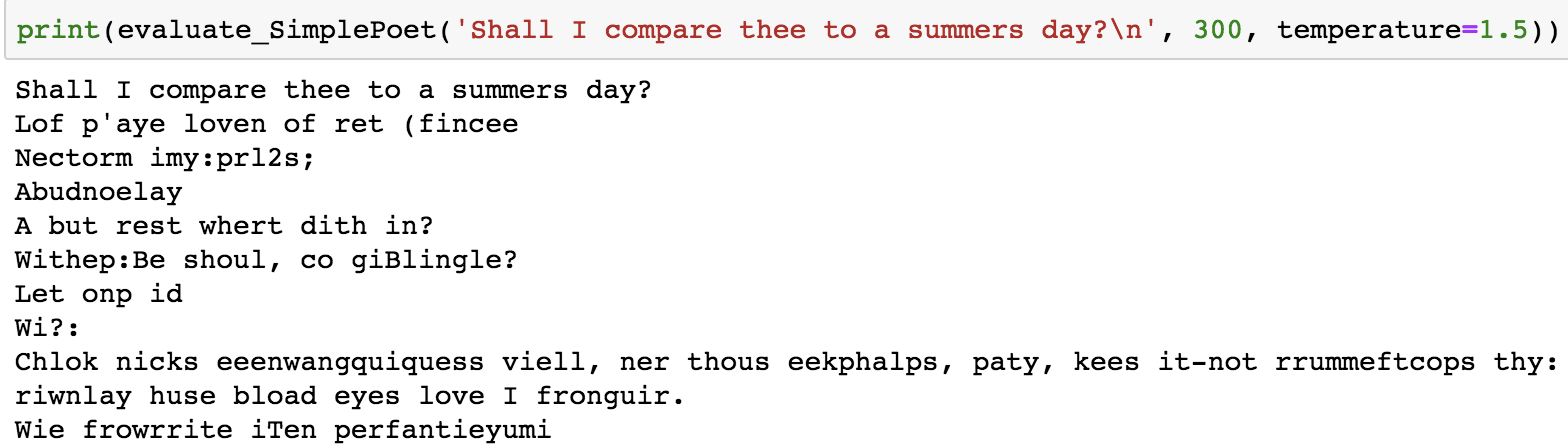 print(evaluate_SimplePoet('Shall I compare thee to a summers day?\n', 300, temperature=1.5))
Shall I compare thee to a summers day?
Lof p'aye loven of ret (fincee
Nectorm imy:prl2s;
Abudnoelay
A but rest whert dith in?
Withep:Be shoul, co giBlingle?
Let onp id
Wi?:
Chlok nicks eeenwangquiquess viell, ner thous eekphalps, paty, kees it-not rrummeftcops thy:
riwnlay huse bload eyes love I fronguir.
Wie frowrrite iTen perfantieyumi